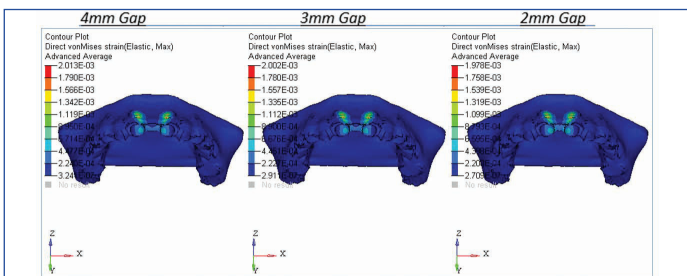 4mm Gap
Contour Plot
Direct vonMises strain(Elastic, Max)
Advanced Average
2.013E-03
1.790E-03
1.566E-03
1.342E-03
1.119E-03
No result
Z
X
Y
3mm Gap
Contour Plot
Direct vonMises strain(Elastic, Max)
Advanced Average
2.002E-03
1.780E-03
1.557E-03
1.335E-03
1.112E-03
No result
Z
X
Y
2mm Gap
Contour Plot
Direct vonMises strain(Elastic, Max)
Advanced Average
1.978E-03
1.758E-03
1.539E-03
1.319E-03
1.099E-03
No result
Z
X
Y